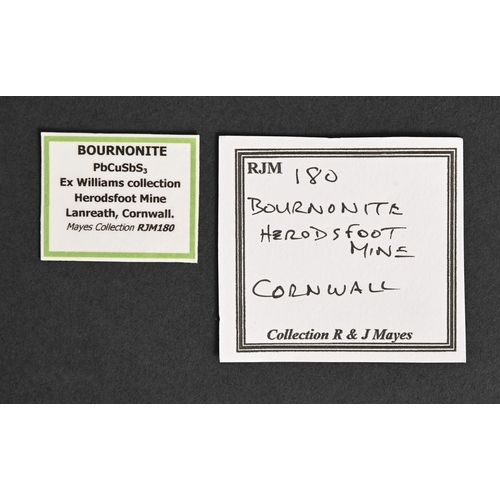 BOURNONITE
PbCuSbS₃
Ex Williams collection
Herodsfoot Mine
Lanreath, Cornwall.
Mayes Collection RJM180
RJM 180
BOURNONITE
HERODSFOOT
MINE
CORNWALL
Collection R & J Mayes